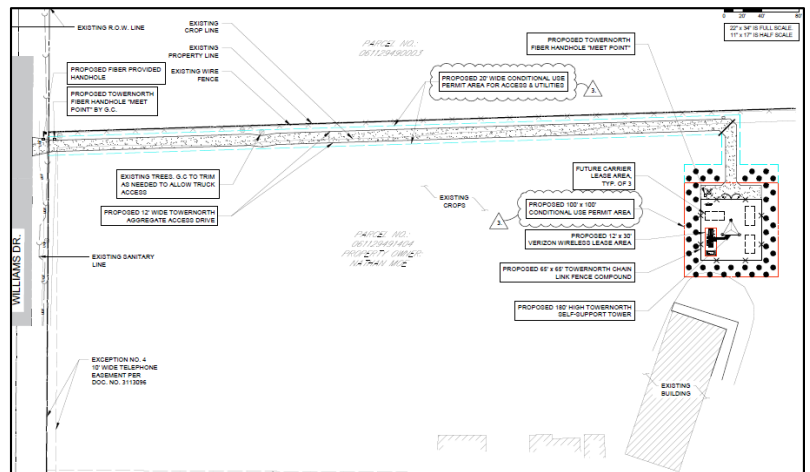 EXISTING R.O.W. LINE
EXISTING
CROP LINE
EXISTING
PROPERTY LINE
EXISTING WIRE
FENCE
PROPOSED FIBER PROVIDED
HANDHOLE
PROPOSED TOWERNORTH
FIBER HANDHOLE "MEET
POINT" BY G.C.
PARCEL NO.:
061129490003
PROPOSED 20' WIDE CONDITIONAL USE
PERMIT AREA FOR ACCESS & UTILITIES
3.
PROPOSED TOWERNORTH
FIBER HANDHOLE "MEET POINT"
0 20' 40' 80'
22" x 34" IS FULL SCALE.
11" x 17" IS HALF SCALE
EXISTING TREES. G.C TO TRIM
AS NEEDED TO ALLOW TRUCK
ACCESS
PROPOSED 12' WIDE TOWERNORTH
AGGREGATE ACCESS DRIVE
EXISTING
CROPS
3.
FUTURE CARRIER
LEASE AREA,
TYP. OF 3
PROPOSED 100' x 100'
CONDITIONAL USE PERMIT AREA
PROPOSED 12' x 30'
VERIZON WIRELESS LEASE AREA
PROPOSED 65' x 65' TOWERNORTH CHAIN
LINK FENCE COMPOUND
PROPOSED 180' HIGH TOWERNORTH
SELF-SUPPORT TOWER
PARCEL NO.:
061129491404
PROPERTY OWNER:
NATHAN MOE
WILLIAMS DR.
EXISTING SANITARY
LINE
EXCEPTION NO. 4
10' WIDE TELEPHONE
EASEMENT PER
DOC. NO. 3113096
EXISTING
BUILDING